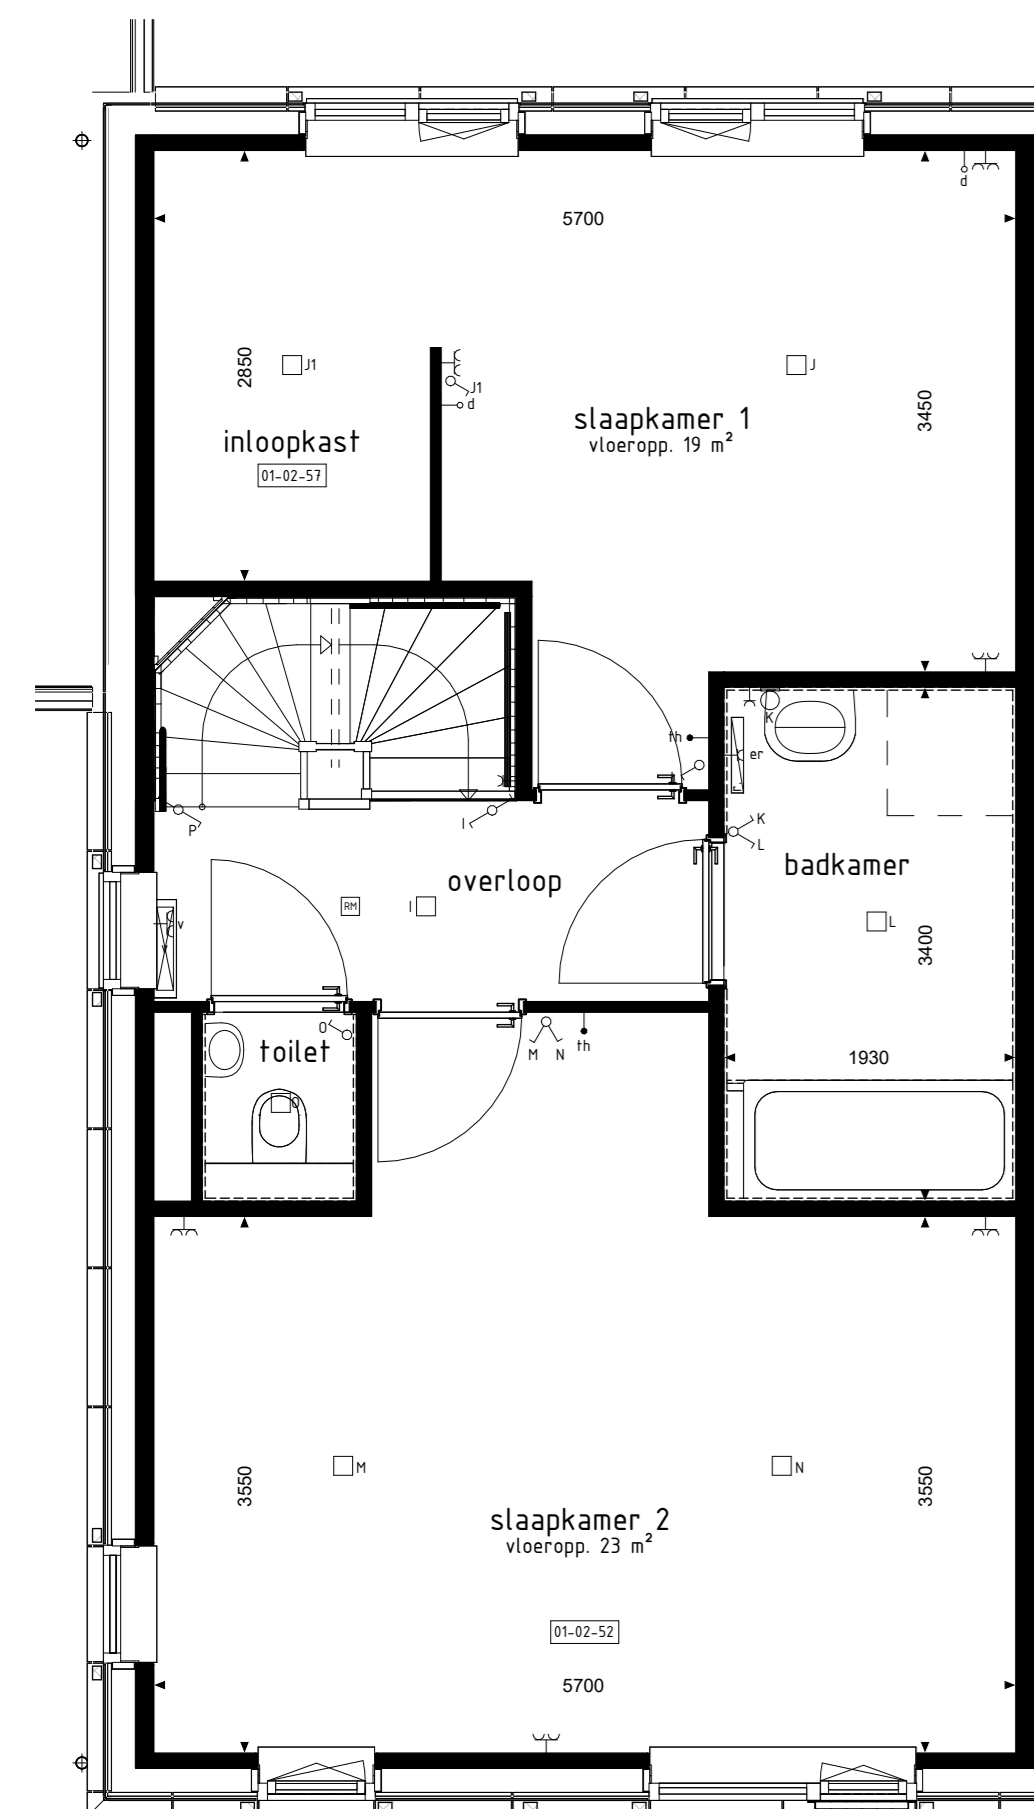 d
5700
2850
J1
J
J1
d
3450
slaapkamer 1
vloeropp. 19 m²
inloopkast
01-02-57
K
th
er
P
I
K
L
badkamer
overloop
RM
I
v
L
3400
O
toilet
M
N
th
1930
O
M
N
3550
3550
slaapkamer 2
vloeropp. 23 m²
01-02-52
5700